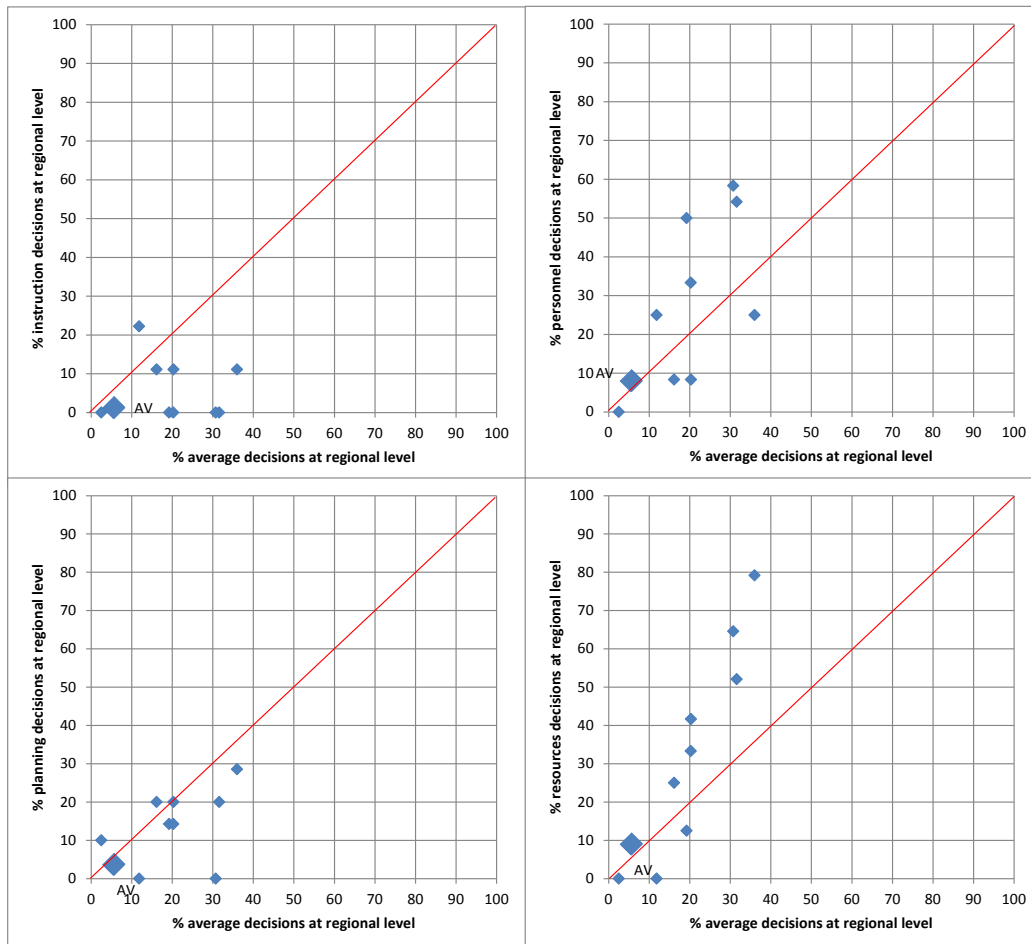 % instruction decisions at regional level
100
90
80
70
60
50
40
30
20
10
0
AV
0 10 20 30 40 50 60 70 80 90 100
% average decisions at regional level
% personnel decisions at regional level
100
90
80
70
60
50
40
30
20
10
0
AV
0 10 20 30 40 50 60 70 80 90 100
% average decisions at regional level
% planning decisions at regional level
100
90
80
70
60
50
40
30
20
10
0
AV
0 10 20 30 40 50 60 70 80 90 100
% average decisions at regional level
% resources decisions at regional level
100
90
80
70
60
50
40
30
20
10
0
AV
0 10 20 30 40 50 60 70 80 90 100
% average decisions at regional level